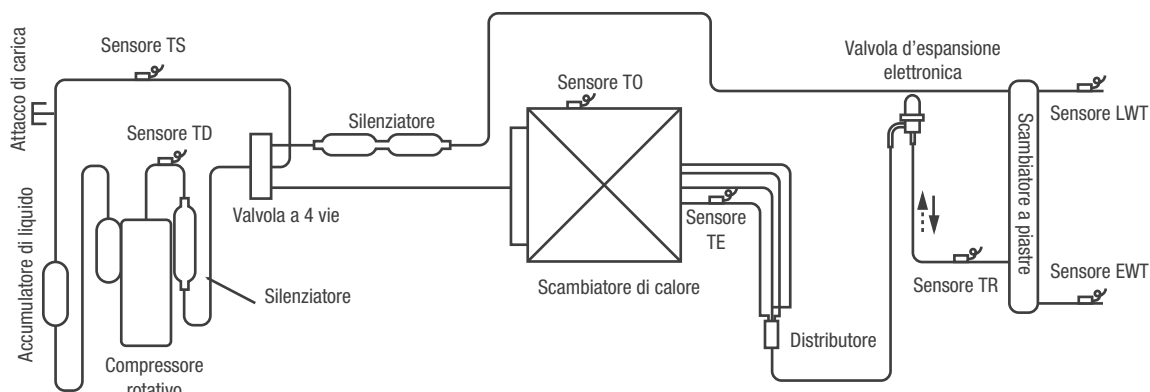 Sensore TS
Attacco di carica
Sensore TD
Silenziatore
Sensore TO
Valvola d'espansione
elettronica
Sensore LWT
Scambiatore a piastre
Valvola a 4 vie
Sensore
TE
Accumulatore di liquido
Silenziatore
Scambiatore di calore
Sensore TR
Sensore EWT
Distributore
Compressore
rotativo